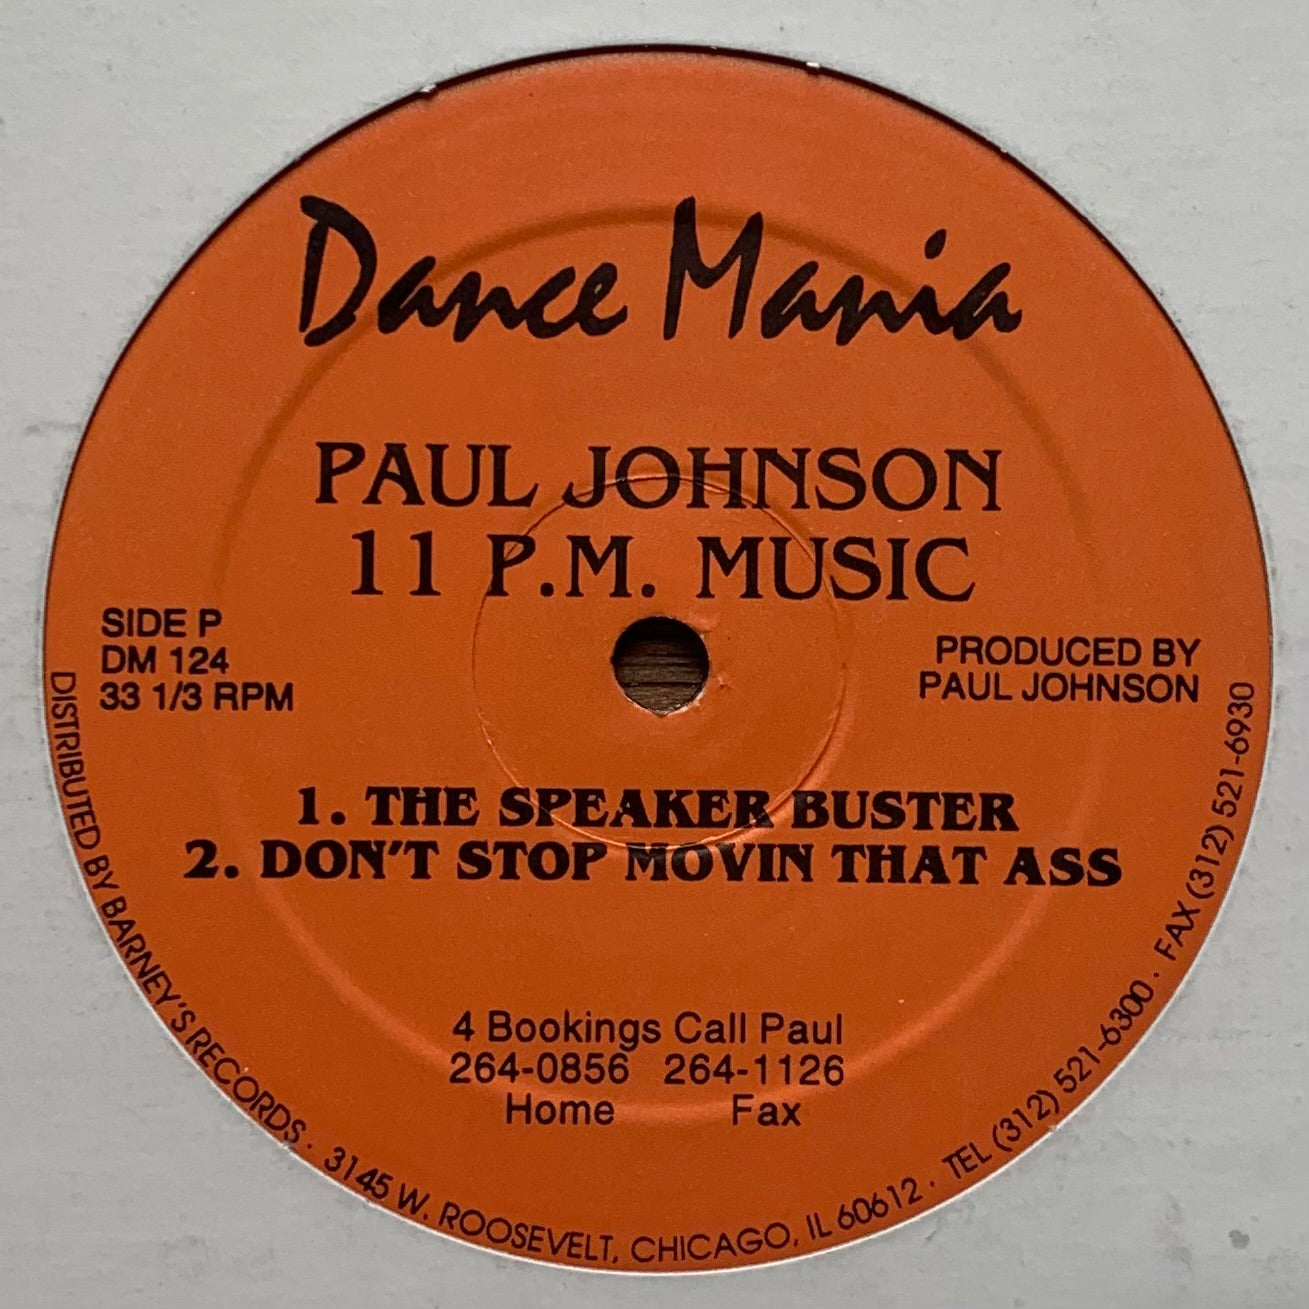 Dance Mania
PAUL JOHNSON
11 P.M. MUSIC
SIDE P
DM 124
33 1/3 RPM
PRODUCED BY
PAUL JOHNSON
1. THE SPEAKER BUSTER
2. DON'T STOP MOVIN THAT ASS
4 Bookings Call Paul
264-0856 264-1126
Home Fax
DISTRIBUTED BY BARNEY'S RECORDS · 3145 W. ROOSEVELT, CHICAGO, IL 60612 · TEL (312) 521-6300 · FAX (312) 521-6930